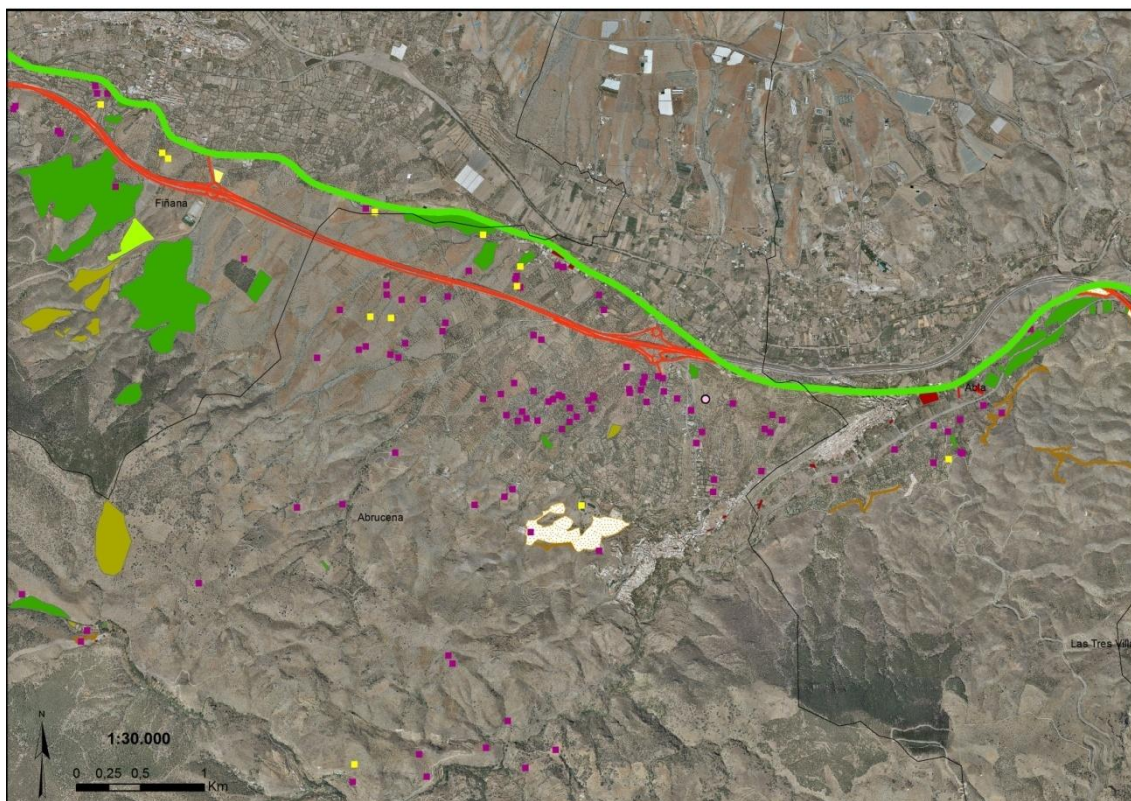 Fiñana
Abla
Abrucena
Las Tres Vill
N
1:30.000
0 0,25 0,5 1
Km